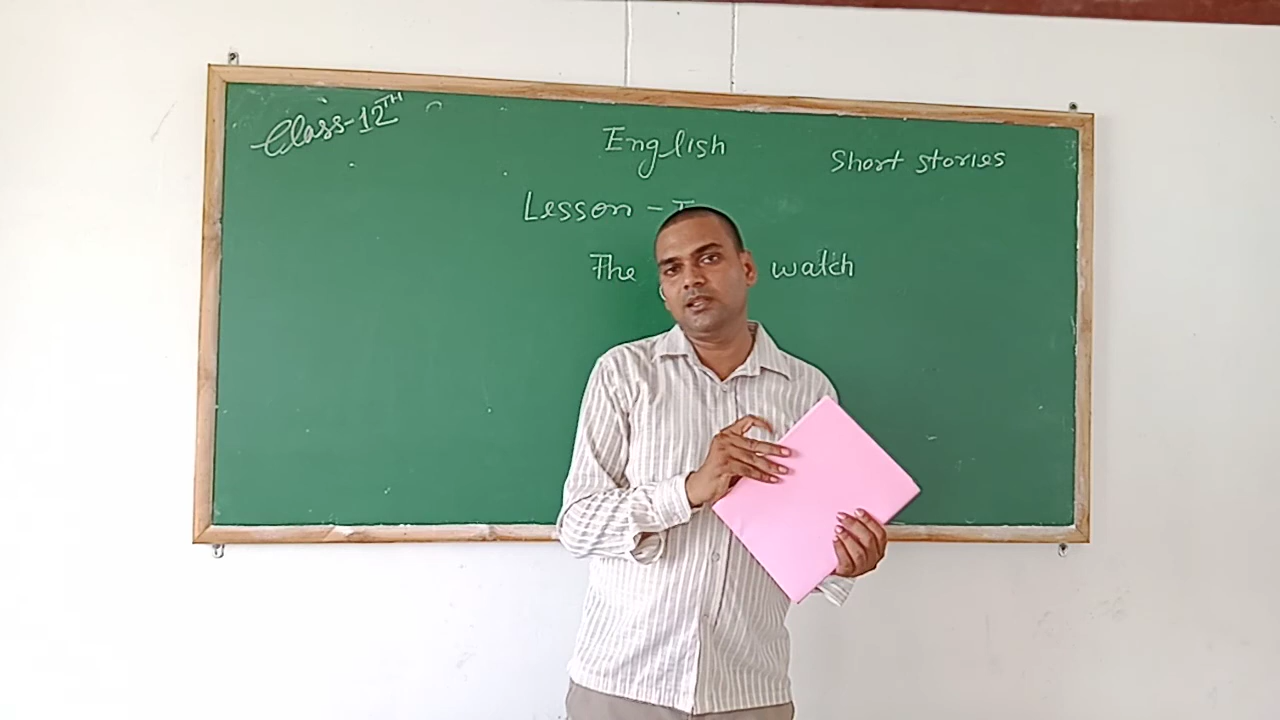 Class-12TH
English
Short stories
Lesson - I
The watch